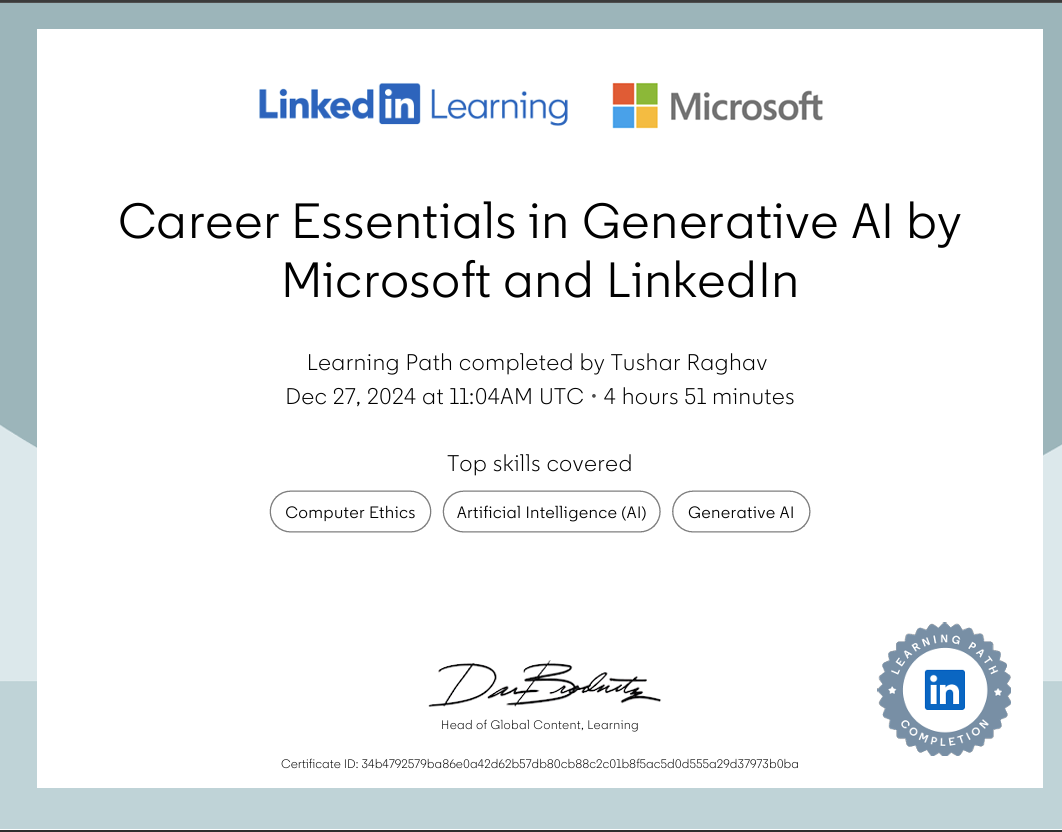 Linked in Learning Microsoft
Career Essentials in Generative AI by
Microsoft and LinkedIn
Learning Path completed by Tushar Raghav
Dec 27, 2024 at 11:04AM UTC • 4 hours 51 minutes
Top skills covered
Computer Ethics Artificial Intelligence (AI) Generative AI
Dan Brodnitz
Head of Global Content, Learning
Certificate ID: 34b4792579ba86e0a42d62b57db80cb88c2c01b8f5ac5d0d555a29d37973b0ba
LEARNING PATH
in
COMPLETION